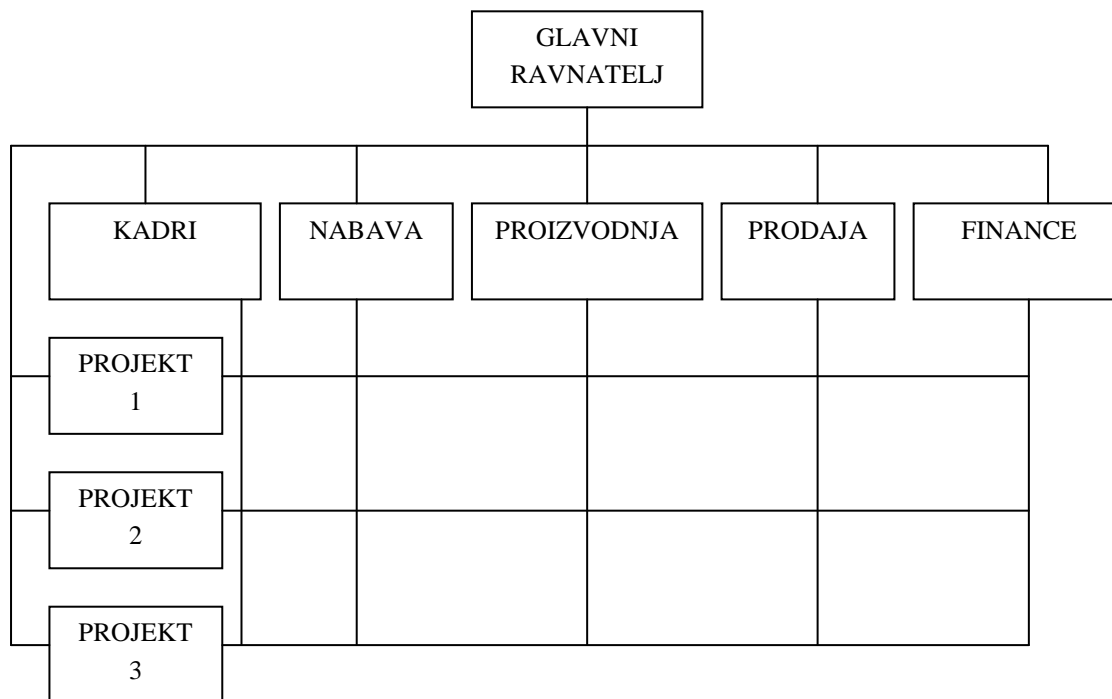 GLAVNI
RAVNATELJ
KADRI
NABAVA
PROIZVODNJA
PRODAJA
FINANCE
PROJEKT
1
PROJEKT
2
PROJEKT
3